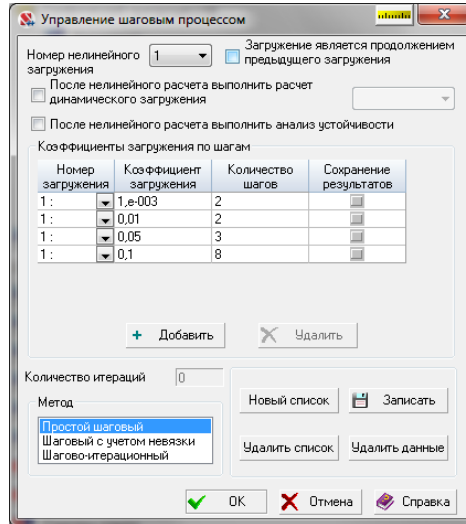 Управление шаговым процессом
Номер нелинейного загружения 1
Загружение является продолжением предыдущего загружения
После нелинейного расчета выполнить расчет
динамического загружения
После нелинейного расчета выполнить анализ устойчивости
Коэффициенты загружения по шагам
Номер загружения Коэффициент загружения Количество шагов Сохранение результатов
1 : 1,e-003 2
1 : 0,01 2
1 : 0,05 3
1 : 0,1 8
+ Добавить Удалить
Количество итераций 0
Метод
Простой шаговый
Шаговый с учетом невязки
Шагово-итерационный
Новый список Записать
Удалить список Удалить данные
OK Отмена Справка